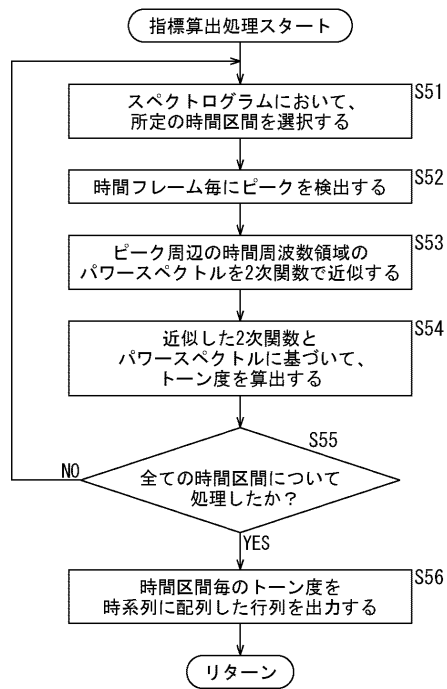 指標算出処理スタート
S51
スペクトログラムにおいて、
所定の時間区間を選択する
S52
時間フレーム毎にピークを検出する
S53
ピーク周辺の時間周波数領域の
パワースペクトルを2次関数で近似する
S54
近似した2次関数と
パワースペクトルに基づいて、
トーン度を算出する
S55
全ての時間区間について
処理したか？
NO
YES
S56
時間区間毎のトーン度を
時系列に配列した行列を出力する
リターン